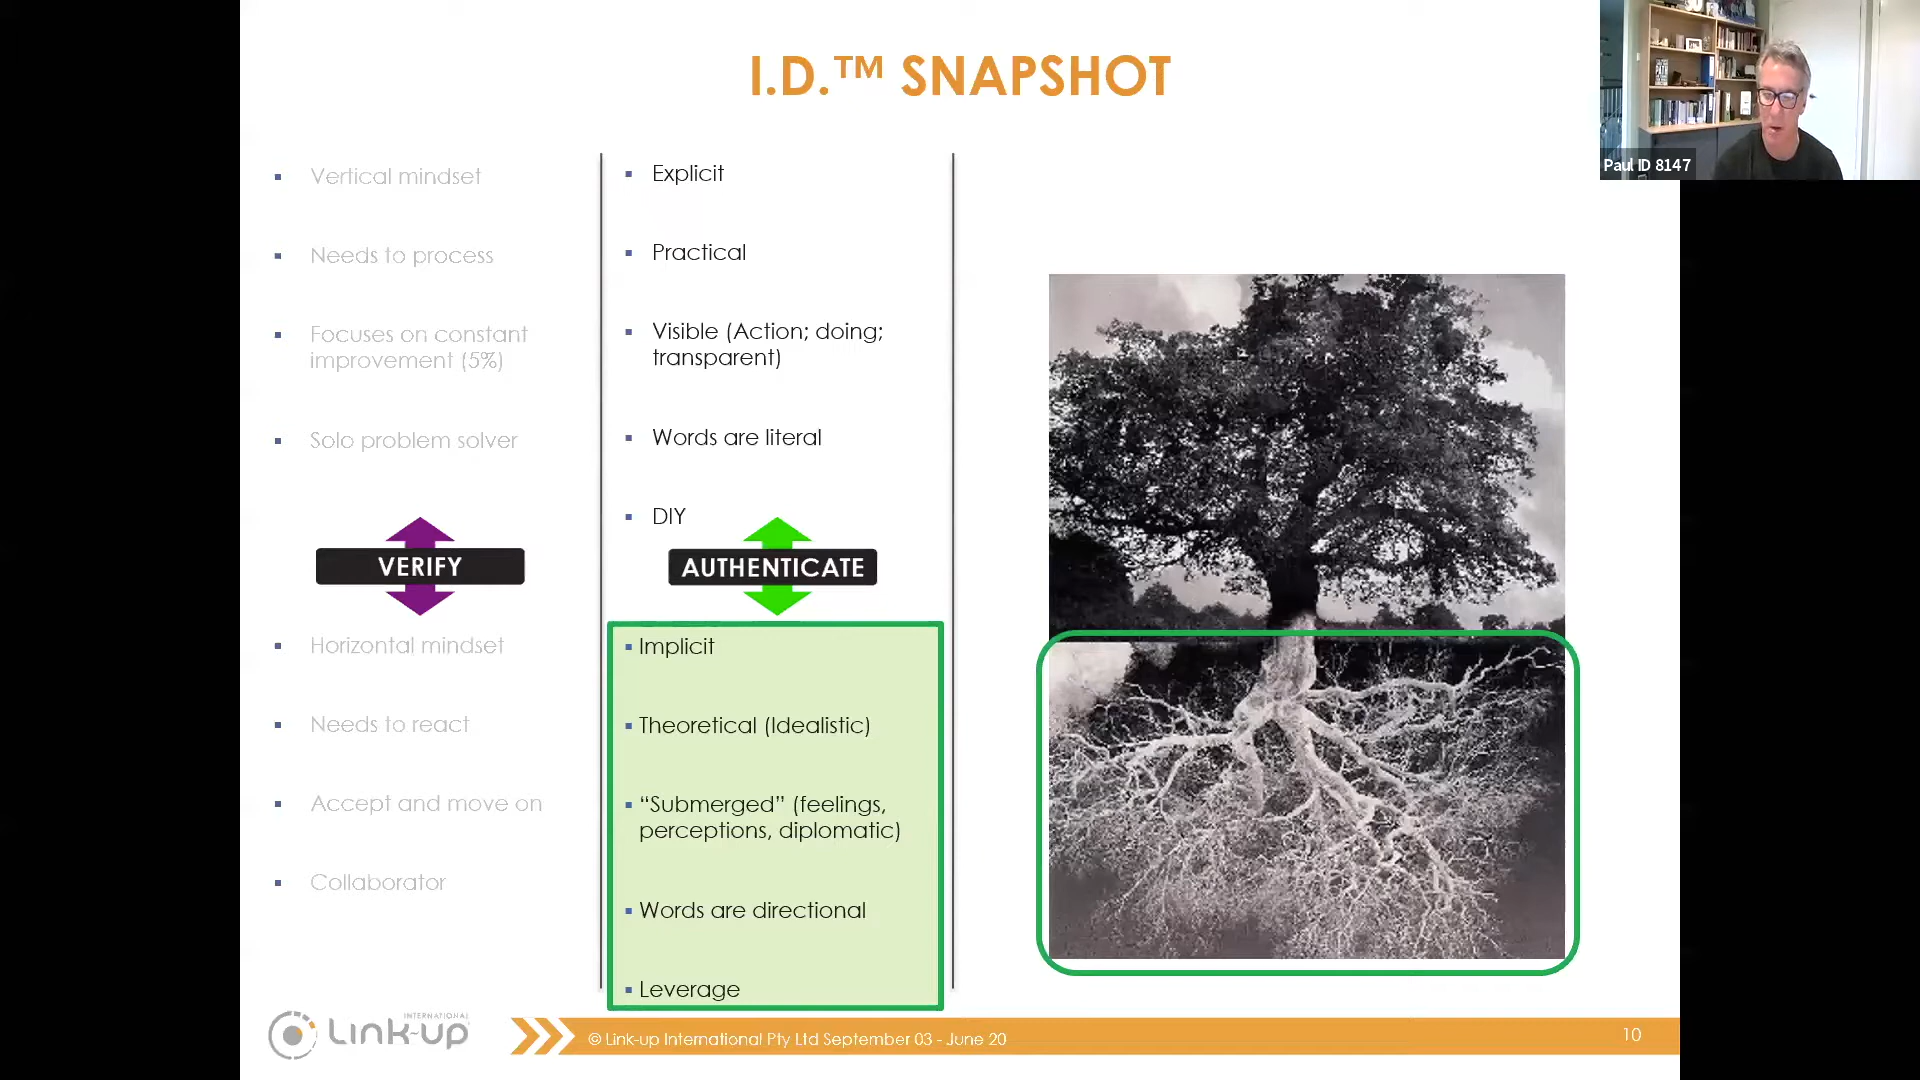 I.D.™ SNAPSHOT
Paul ID 8147
Vertical mindset
Needs to process
Focuses on constant
improvement (5%)
Solo problem solver
VERIFY
Horizontal mindset
Needs to react
Accept and move on
Collaborator
Explicit
Practical
Visible (Action; doing;
transparent)
Words are literal
DIY
AUTHENTICATE
Implicit
Theoretical (Idealistic)
“Submerged” (feelings,
perceptions, diplomatic)
Words are directional
Leverage
INTERNATIONAL
Link-up
© Link-up International Pty Ltd September 03 - June 20
10